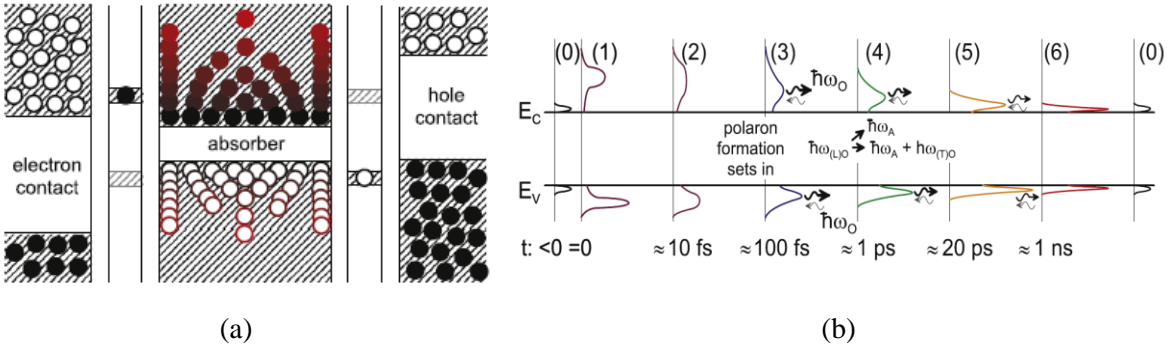 electron
contact
absorber
hole
contact
(a)
(0) (1) (2) (3) (4) (5) (6) (0)
ħω_O
E_C
polaron
formation
sets in
ħω_A
ħω_(L)O → ħω_A + hω_(T)O
E_V
ħω_O
t: <0 =0 ≈10 fs ≈100 fs ≈1 ps ≈20 ps ≈1 ns
(b)